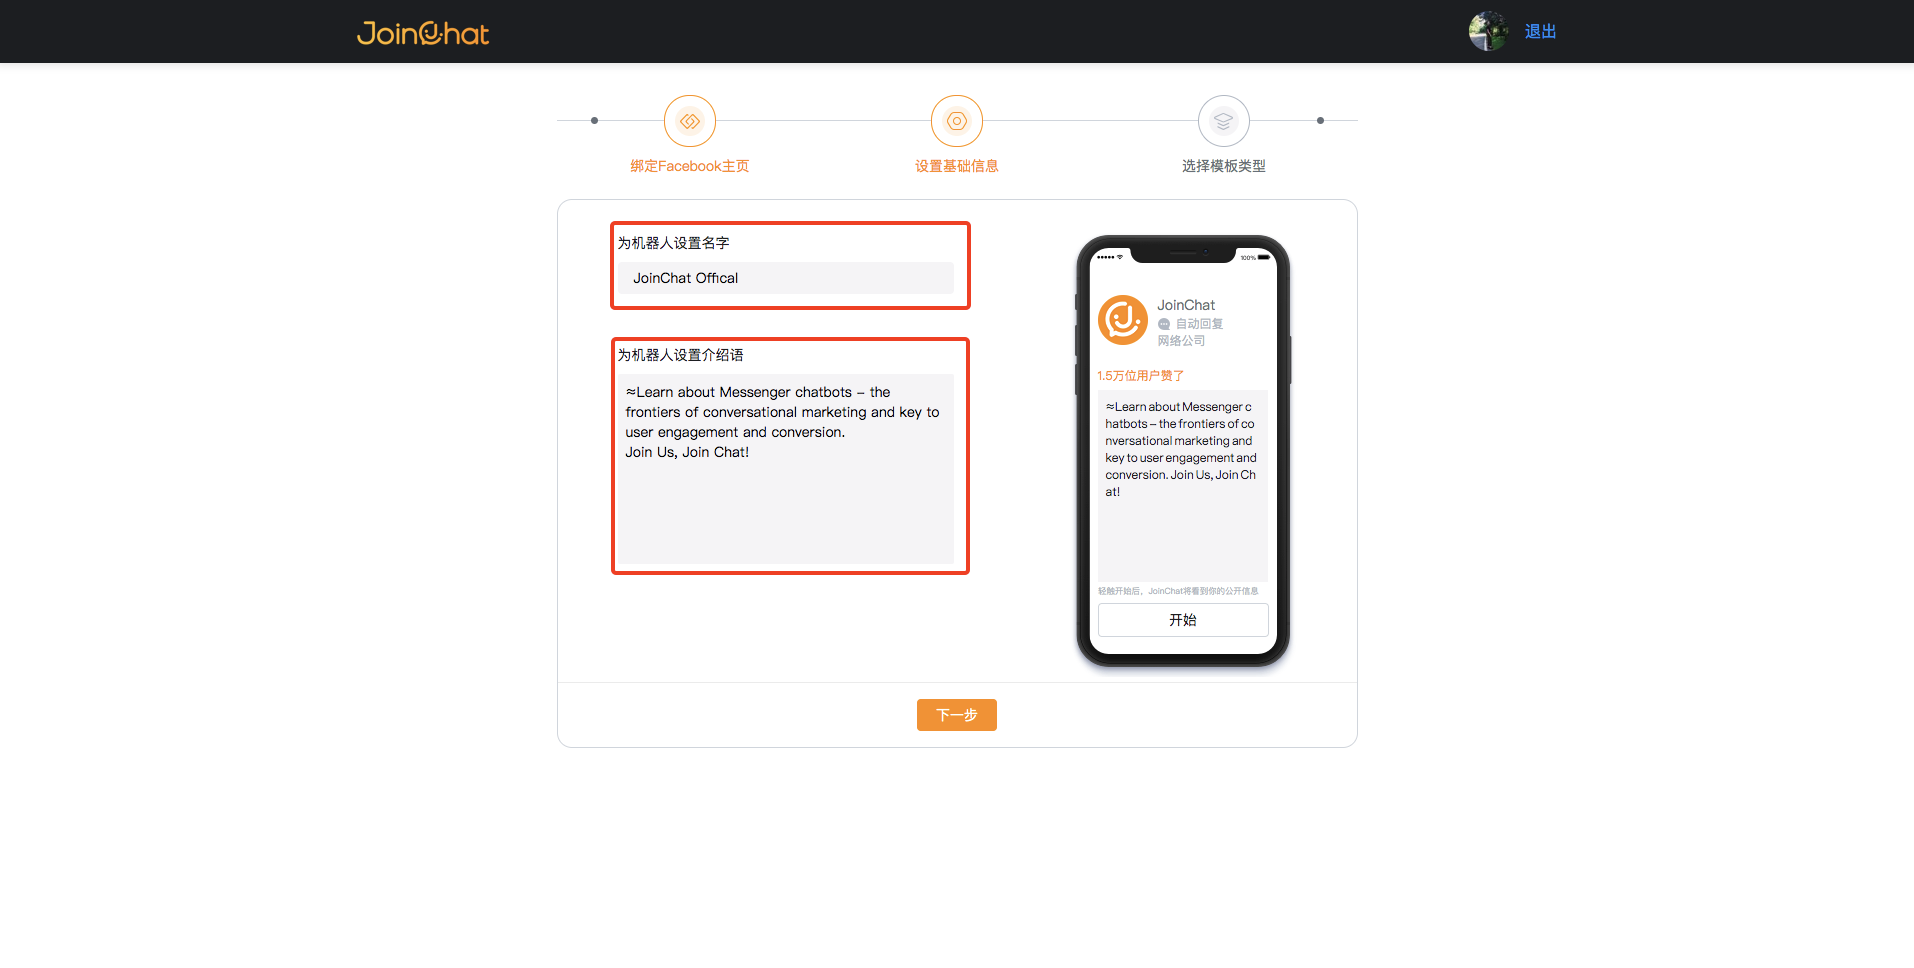 JoinChat
退出
绑定Facebook主页
设置基础信息
选择模板类型
为机器人设置名字
JoinChat Offical
为机器人设置介绍语
≈Learn about Messenger chatbots – the
frontiers of conversational marketing and key to
user engagement and conversion.
Join Us, Join Chat!
100%
JoinChat
自动回复
网络公司
1.5万位用户赞了
≈Learn about Messenger c
hatbots – the frontiers of co
nversational marketing and
key to user engagement and
conversion. Join Us, Join Ch
at!
轻触开始后，JoinChat将看到你的公开信息
开始
下一步